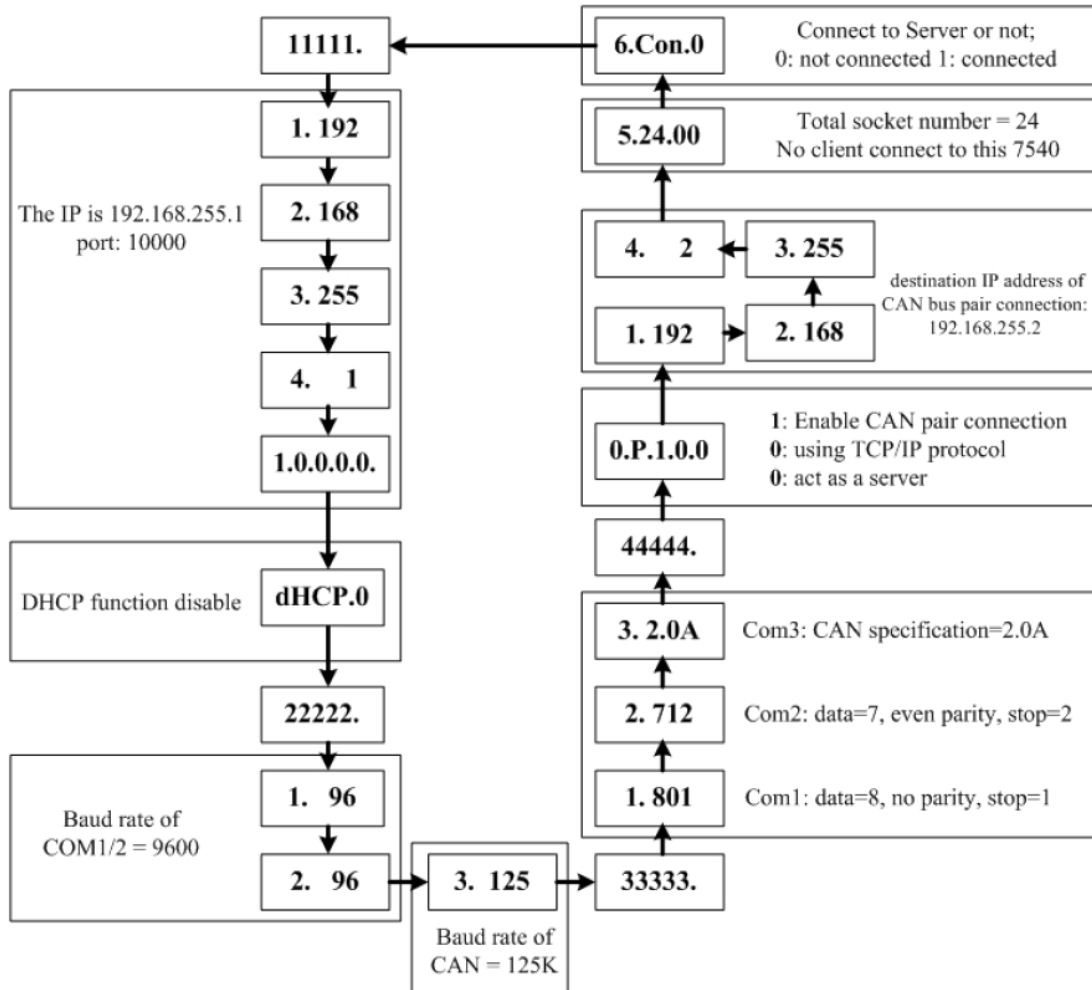 11111.
6.Con.0
Connect to Server or not;
0: not connected 1: connected
1. 192
2. 168
3. 255
4. 1
1.0.0.0.0.
The IP is 192.168.255.1
port: 10000
5.24.00
Total socket number = 24
No client connect to this 7540
4. 2
3. 255
1. 192
2. 168
destination IP address of
CAN bus pair connection:
192.168.255.2
0.P.1.0.0
1: Enable CAN pair connection
0: using TCP/IP protocol
0: act as a server
44444.
DHCP function disable
dHCP.0
3. 2.0A
Com3: CAN specification=2.0A
22222.
2. 712
Com2: data=7, even parity, stop=2
1. 96
1. 801
Com1: data=8, no parity, stop=1
Baud rate of
COM1/2 = 9600
2. 96
3. 125
33333.
Baud rate of
CAN = 125K